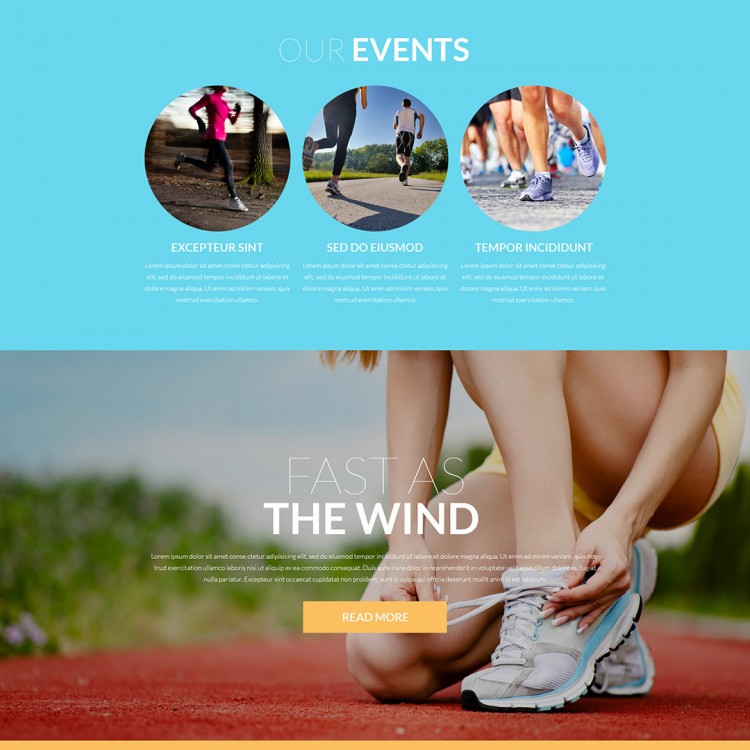 OUR EVENTS
EXCEPTEUR SINT
Lorem ipsum dolor sit amet conse ctetur adipisicing
elit, sed do eiusmod tempor incididunt ut labore et
dolore magna aliqua. Ut enim ad minim veniam, quis
nostrud exercitation ullamco.
SED DO EIUSMOD
Lorem ipsum dolor sit amet conse ctetur adipisicing
elit, sed do eiusmod tempor incididunt ut labore et
dolore magna aliqua. Ut enim ad minim veniam, quis
nostrud exercitation ullamco.
TEMPOR INCIDIDUNT
Lorem ipsum dolor sit amet conse ctetur adipisicing
elit, sed do eiusmod tempor incididunt ut labore et
dolore magna aliqua. Ut enim ad minim veniam, quis
nostrud exercitation ullamco.
FAST AS
THE WIND
Lorem ipsum dolor sit amet conse ctetur adipisicing elit, sed do eiusmod tempor incididunt ut labore et dolore magna aliqua. Ut enim ad minim veniam, quis
nostrud exercitation ullamco laboris nisi ut aliquip ex ea commodo consequat. Duis aute irure dolor in reprehenderit in voluptate velit esse cillum dolore eu fugiat
nulla pariatur. Excepteur sint occaecat cupidatat non proident, sunt in culpa qui officia deserunt mollit anim id est laborum.
READ MORE